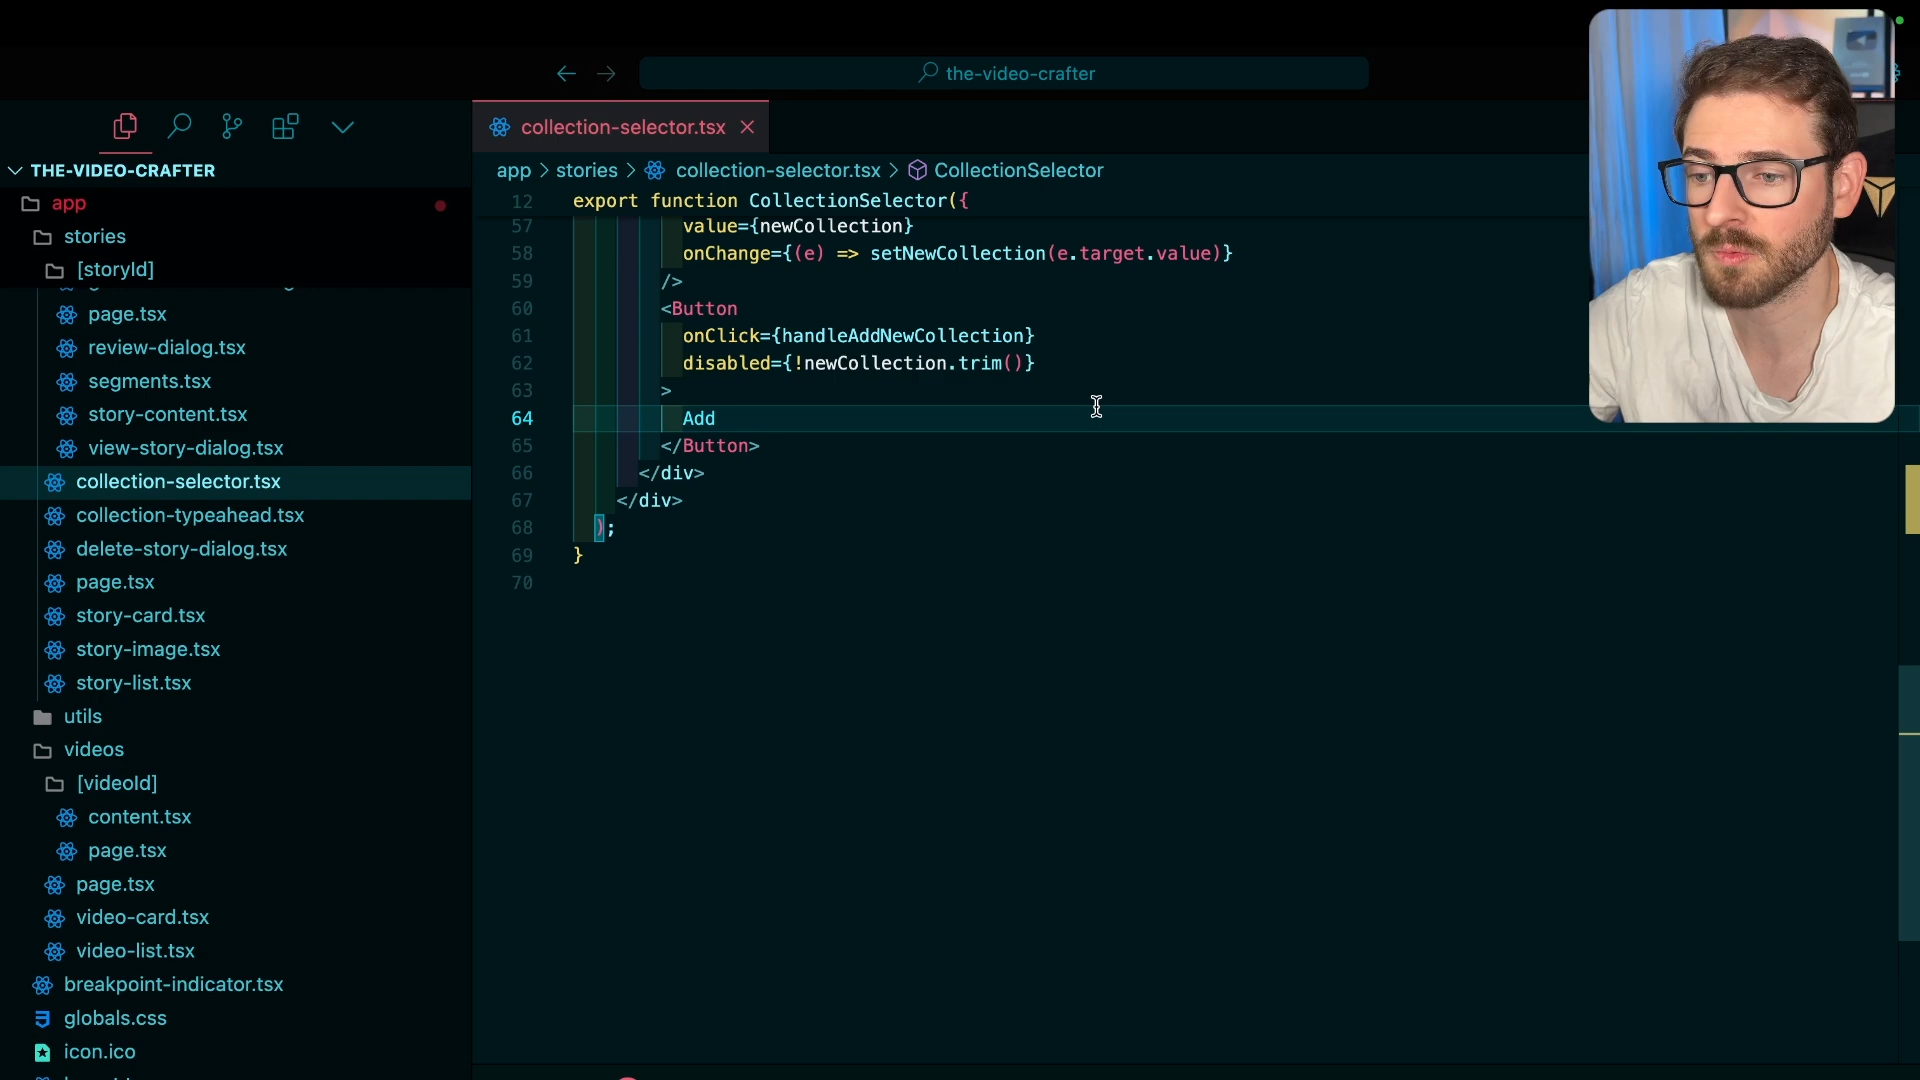 the-video-crafter
THE-VIDEO-CRAFTER
app
stories
[storyId]
page.tsx
review-dialog.tsx
segments.tsx
story-content.tsx
view-story-dialog.tsx
collection-selector.tsx
collection-typeahead.tsx
delete-story-dialog.tsx
page.tsx
story-card.tsx
story-image.tsx
story-list.tsx
utils
videos
[videoId]
content.tsx
page.tsx
page.tsx
video-card.tsx
video-list.tsx
breakpoint-indicator.tsx
globals.css
icon.ico
collection-selector.tsx
app > stories > collection-selector.tsx > CollectionSelector
12 export function CollectionSelector({
57 value={newCollection}
58 onChange={(e) => setNewCollection(e.target.value)}
59 />
60 <Button
61 onClick={handleAddNewCollection}
62 disabled={!newCollection.trim()}
63 >
64 Add
65 </Button>
66 </div>
67 </div>
68 );
69 }
70